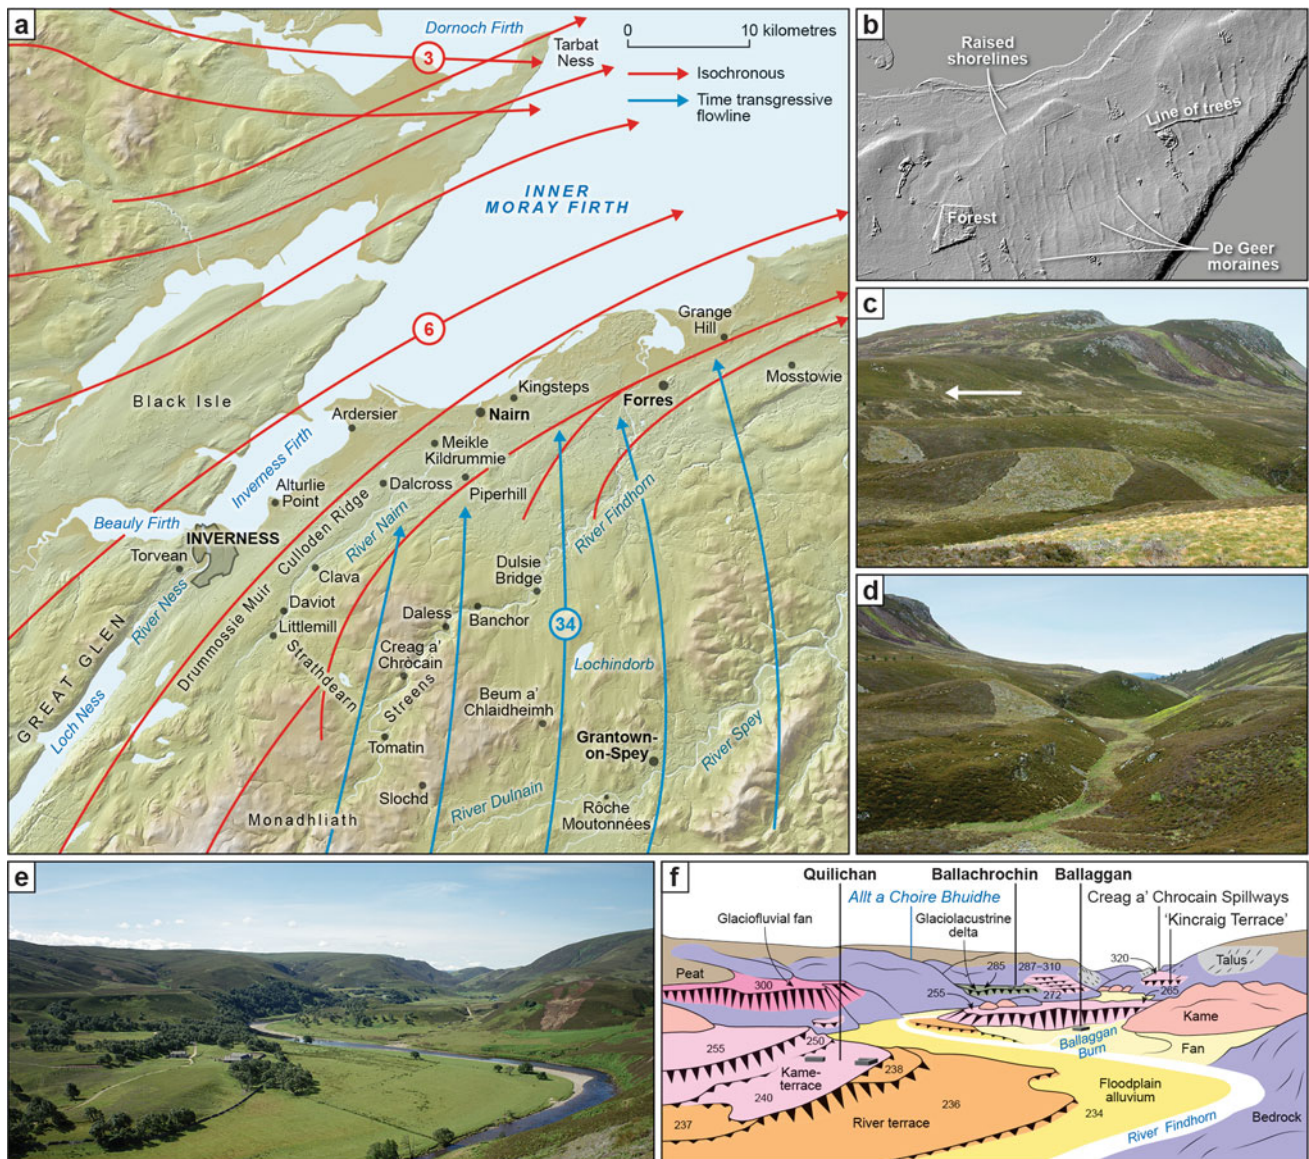 a
Dornoch Firth
Tarbat
Ness
0
10 kilometres
Isochronous
Time transgressive
flowline
3
INNER
MORAY FIRTH
6
Grange
Hill
Mosstowie
Forres
Kingsteps
Nairn
Black Isle
Ardersier
Meikle
Kildrummie
Inverness Firth
Dalcross
Piperhill
River Findhorn
Alturlie
Point
Beauly Firth
INVERNESS
Torvean
Culloden Ridge
River Nairn
River Ness
Clava
Dulsie
Bridge
Drummossie Muir
Daviot
Littlemill
Daless
Banchor
34
GREAT GLEN
Loch Ness
Strathdearn
Creag a'
Chròcain
Streens
Lochindorb
Beum a'
Chlaidheimh
Tomatin
Grantown-
on-Spey
River Spey
Slochd
River Dulnain
Rôche
Moutonnées
Monadhliath
b
Raised
shorelines
Line of trees
Forest
De Geer
moraines
c
d
e
f
Quilichan
Ballachrochin
Ballaggan
Allt a Choire Bhuidhe
Creag a' Chrocain Spillways
Glaciofluvial fan
Glaciolacustrine
delta
'Kincraig Terrace'
Peat
300
285
287–310
320
Talus
255
272
265
Kame
250
255
Ballaggan
Burn
Fan
Kame-
terrace
238
240
Floodplain
alluvium
236
234
237
River terrace
River Findhorn
Bedrock